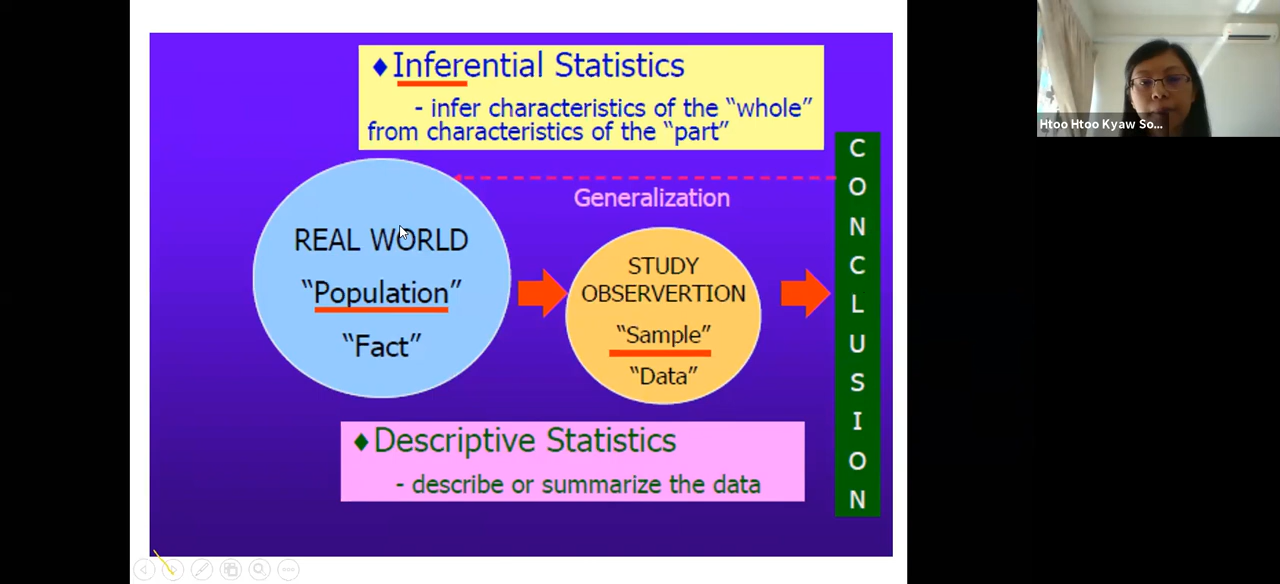 ♦Inferential Statistics
- infer characteristics of the “whole”
from characteristics of the “part”
Generalization
REAL WORLD
“Population”
“Fact”
STUDY
OBSERVERTION
“Sample”
“Data”
C
O
N
C
L
U
S
I
O
N
♦Descriptive Statistics
- describe or summarize the data
Htoo Htoo Kyaw So...